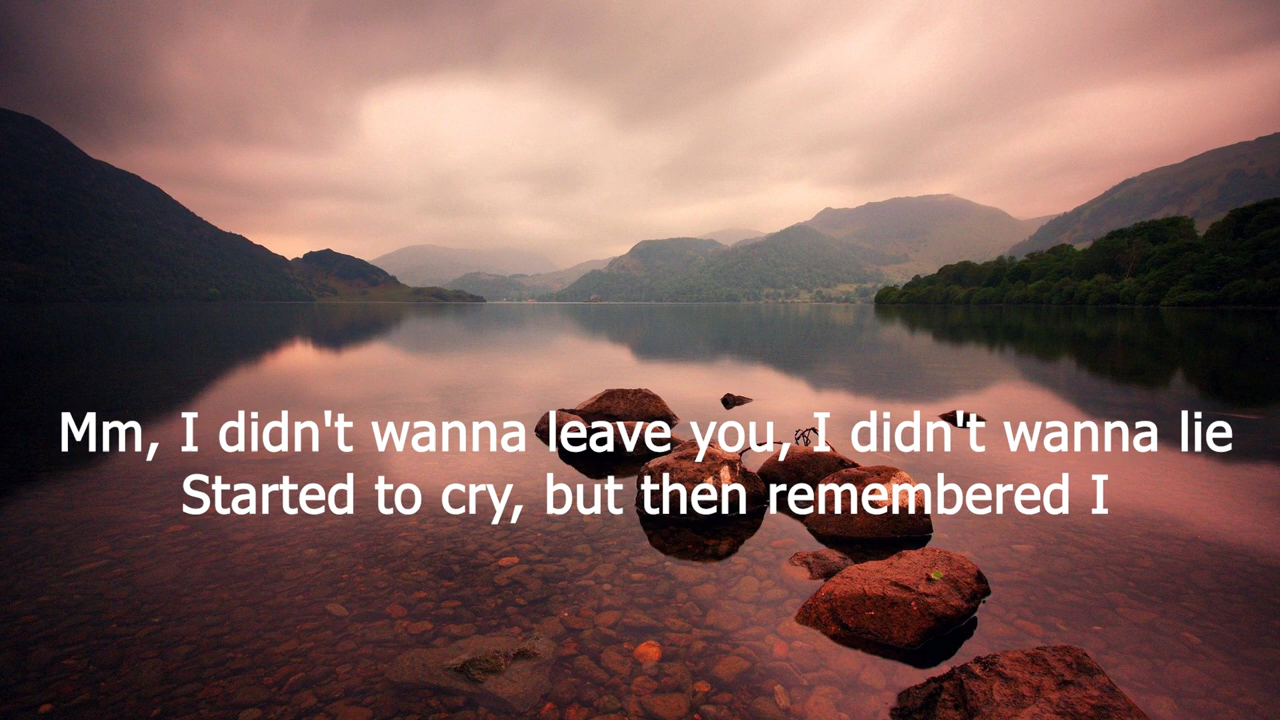 Mm, I didn't wanna leave you, I didn't wanna lie
Started to cry, but then remembered I